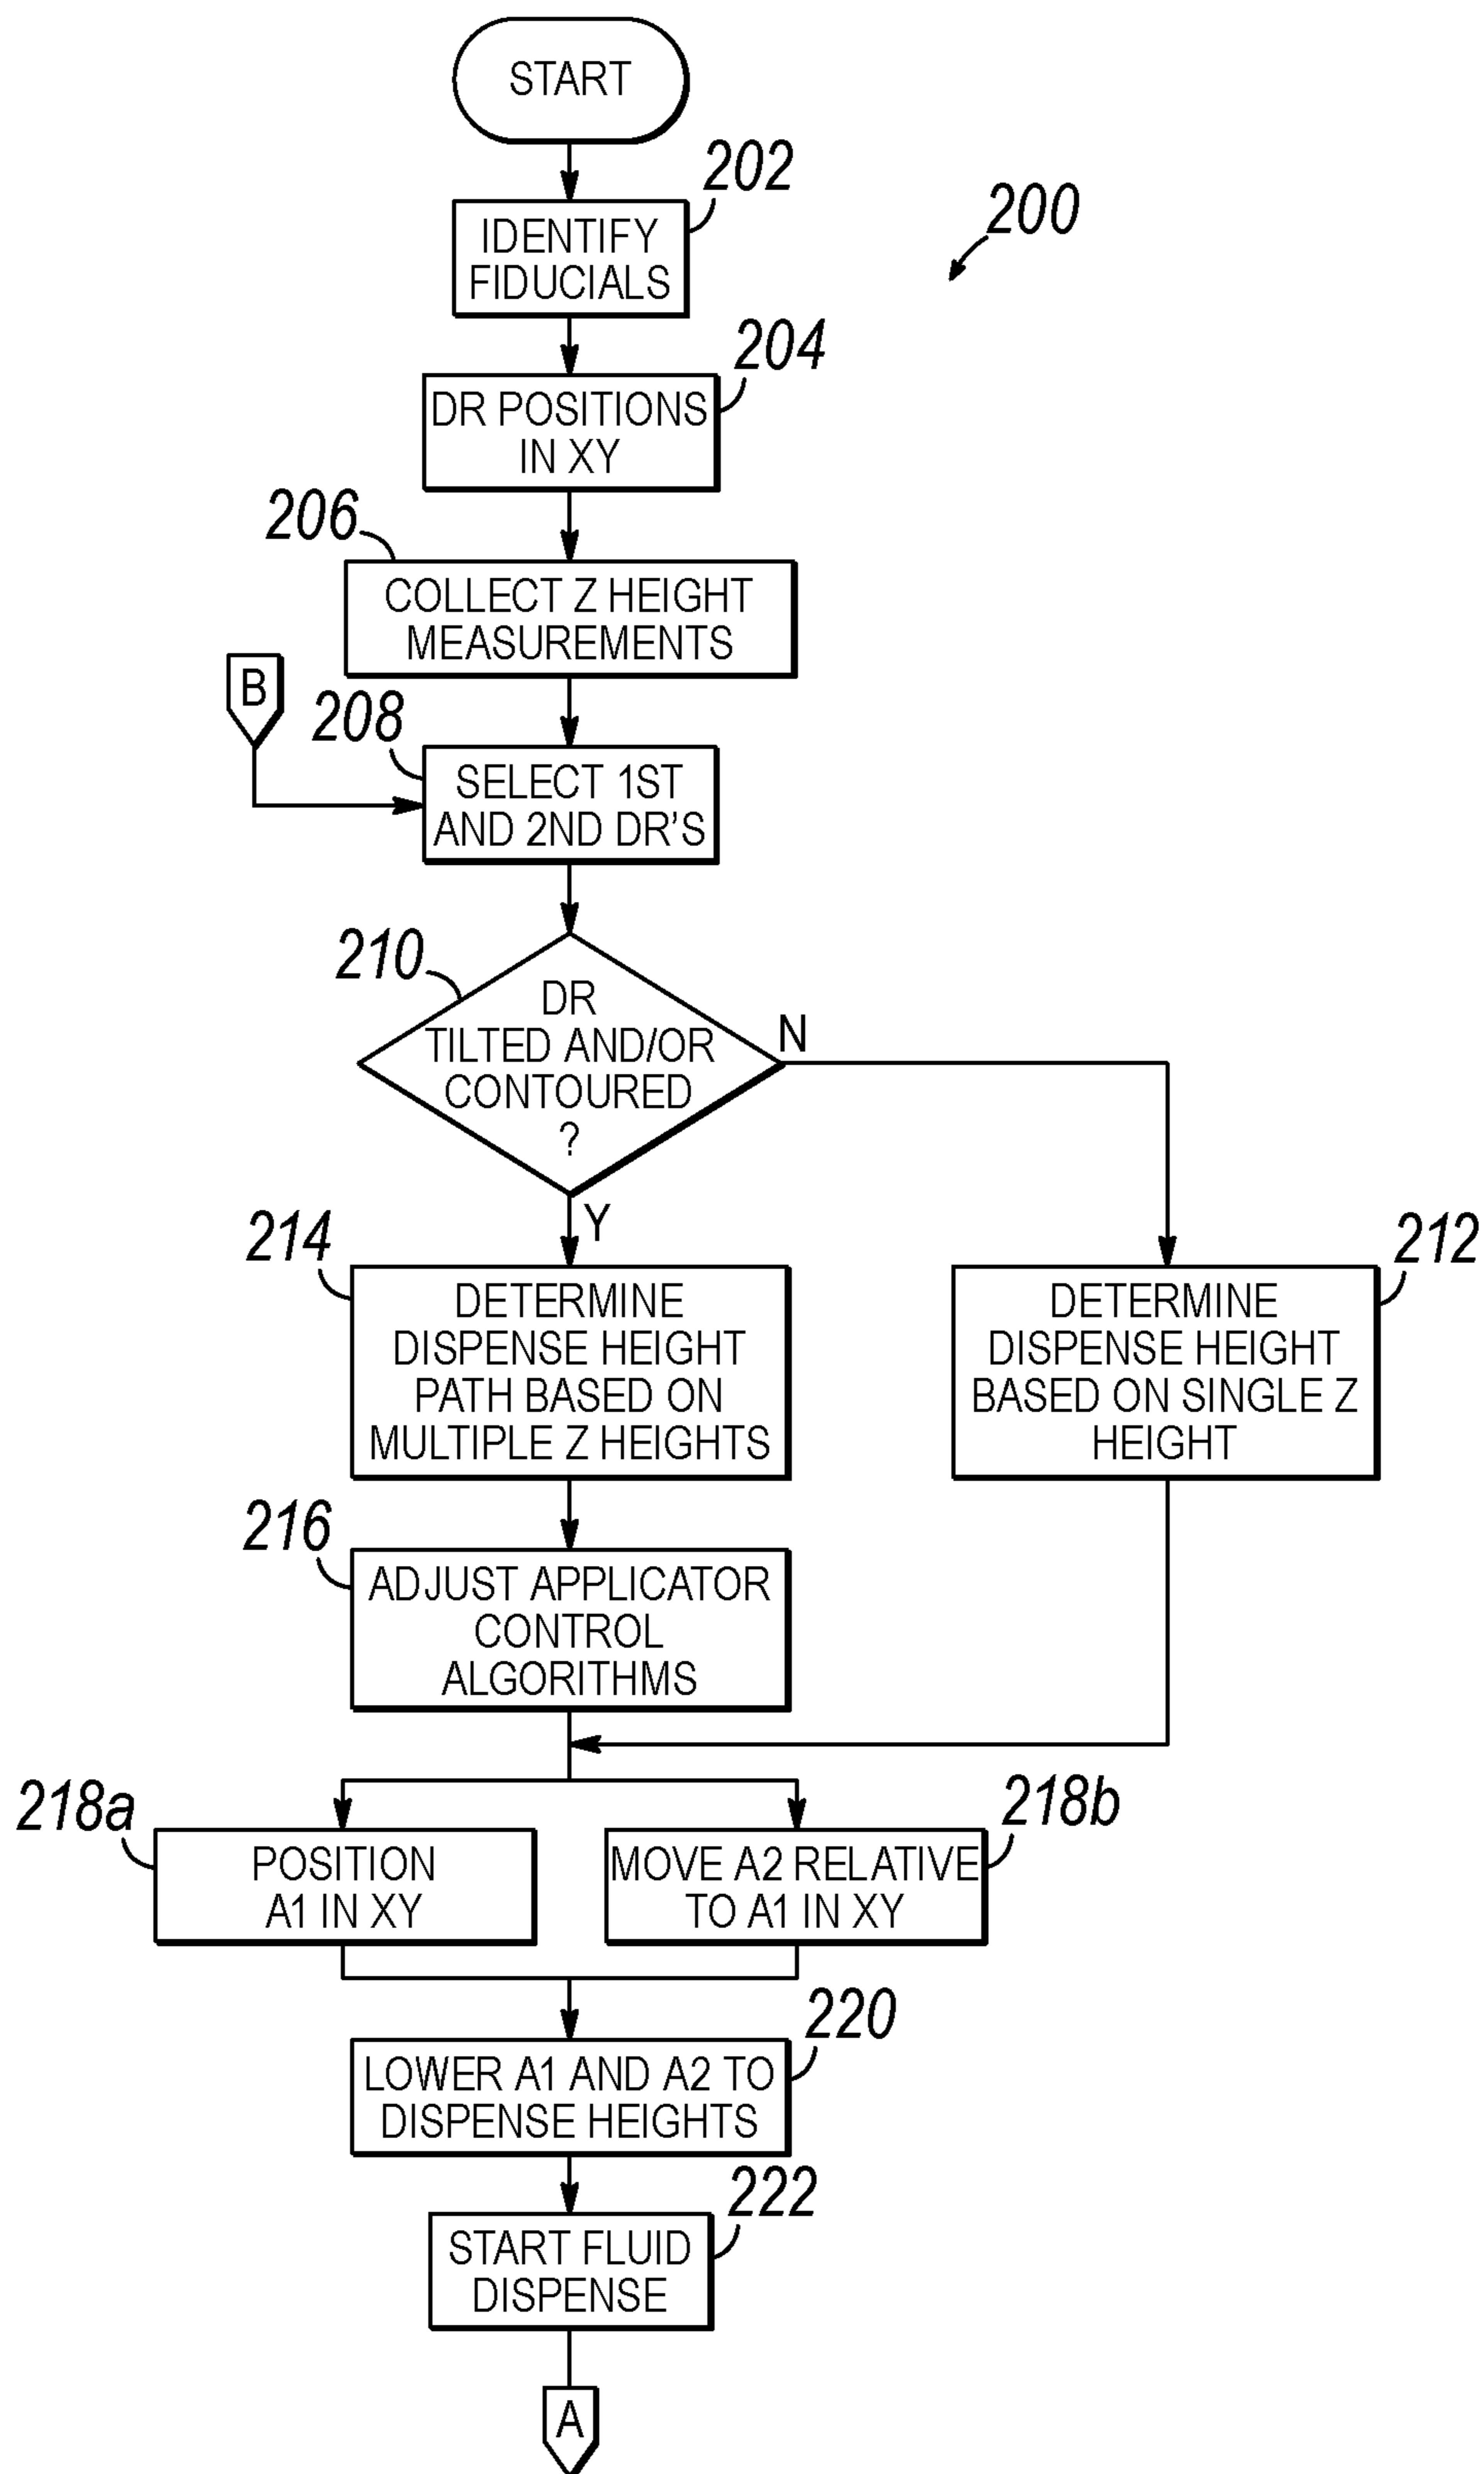 START
202
200
IDENTIFY
FIDUCIALS
204
DR POSITIONS
IN XY
206
COLLECT Z HEIGHT
MEASUREMENTS
B
208
SELECT 1ST
AND 2ND DR'S
210
DR
TILTED AND/OR
CONTOURED
?
N
Y
214
DETERMINE
DISPENSE HEIGHT
PATH BASED ON
MULTIPLE Z HEIGHTS
212
DETERMINE
DISPENSE HEIGHT
BASED ON SINGLE Z
HEIGHT
216
ADJUST APPLICATOR
CONTROL
ALGORITHMS
218a
POSITION
A1 IN XY
218b
MOVE A2 RELATIVE
TO A1 IN XY
220
LOWER A1 AND A2 TO
DISPENSE HEIGHTS
222
START FLUID
DISPENSE
A